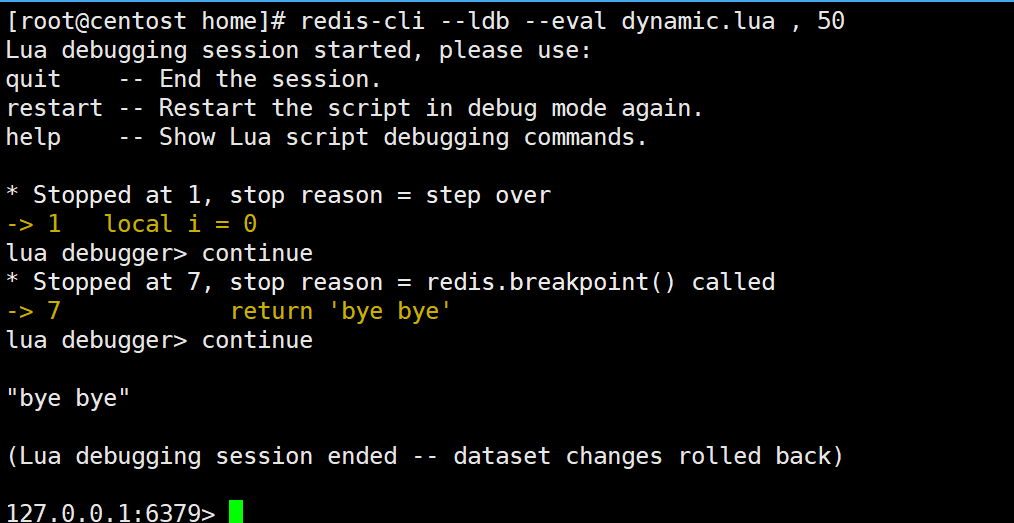 [root@centost home]# redis-cli --ldb --eval dynamic.lua , 50
Lua debugging session started, please use:
quit    -- End the session.
restart -- Restart the script in debug mode again.
help    -- Show Lua script debugging commands.

* Stopped at 1, stop reason = step over
-> 1   local i = 0
lua debugger> continue
* Stopped at 7, stop reason = redis.breakpoint() called
-> 7            return 'bye bye'
lua debugger> continue

"bye bye"

(Lua debugging session ended -- dataset changes rolled back)

127.0.0.1:6379>